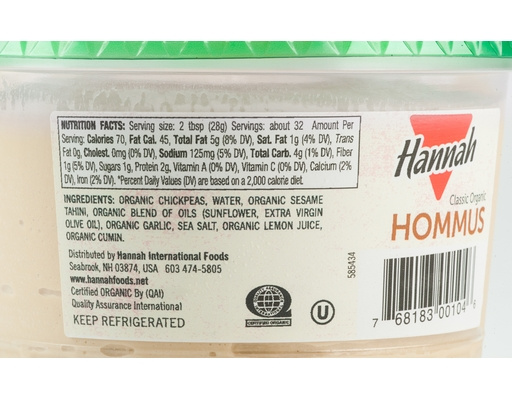 NUTRITION FACTS: Serving size: 2 tbsp (28g) Servings: about 32 Amount Per
Serving: Calories 70, Fat Cal. 45, Total Fat 5g (8% DV), Sat. Fat 1g (4% DV), Trans
Fat 0g, Cholest. 0mg (0% DV), Sodium 125mg (5% DV), Total Carb. 4g (1% DV), Fiber
1g (5% DV), Sugars 1g, Protein 2g, Vitamin A (0% DV), Vitamin C (0% DV), Calcium (2%
DV), Iron (2% DV). *Percent Daily Values (DV) are based on a 2,000 calorie diet.
INGREDIENTS: ORGANIC CHICKPEAS, WATER, ORGANIC SESAME
TAHINI, ORGANIC BLEND OF OILS (SUNFLOWER, EXTRA VIRGIN
OLIVE OIL), ORGANIC GARLIC, SEA SALT, ORGANIC LEMON JUICE,
ORGANIC CUMIN.
Distributed by Hannah International Foods
Seabrook, NH 03874, USA 603 474-5805
www.hannahfoods.net
Certified ORGANIC By (QAI)
Quality Assurance International
KEEP REFRIGERATED
CERTIFIED ORGANIC
U
585434
Hannah
Classic Organic
HOMMUS
7 68183 00104 6